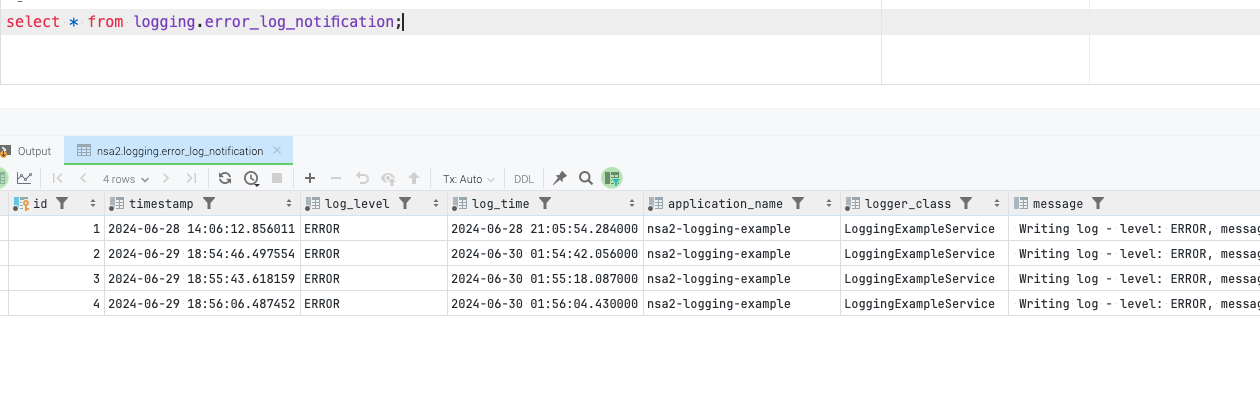 select * from logging.error_log_notification;
Output nsa2.logging.error_log_notification
4 rows Tx: Auto DDL
id timestamp log_level log_time application_name logger_class message
1 2024-06-28 14:06:12.856011 ERROR 2024-06-28 21:05:54.284000 nsa2-logging-example LoggingExampleService Writing log - level: ERROR, messag
2 2024-06-29 18:54:46.497554 ERROR 2024-06-30 01:54:42.056000 nsa2-logging-example LoggingExampleService Writing log - level: ERROR, messag
3 2024-06-29 18:55:43.618159 ERROR 2024-06-30 01:55:18.087000 nsa2-logging-example LoggingExampleService Writing log - level: ERROR, messag
4 2024-06-29 18:56:06.487452 ERROR 2024-06-30 01:56:04.430000 nsa2-logging-example LoggingExampleService Writing log - level: ERROR, messag